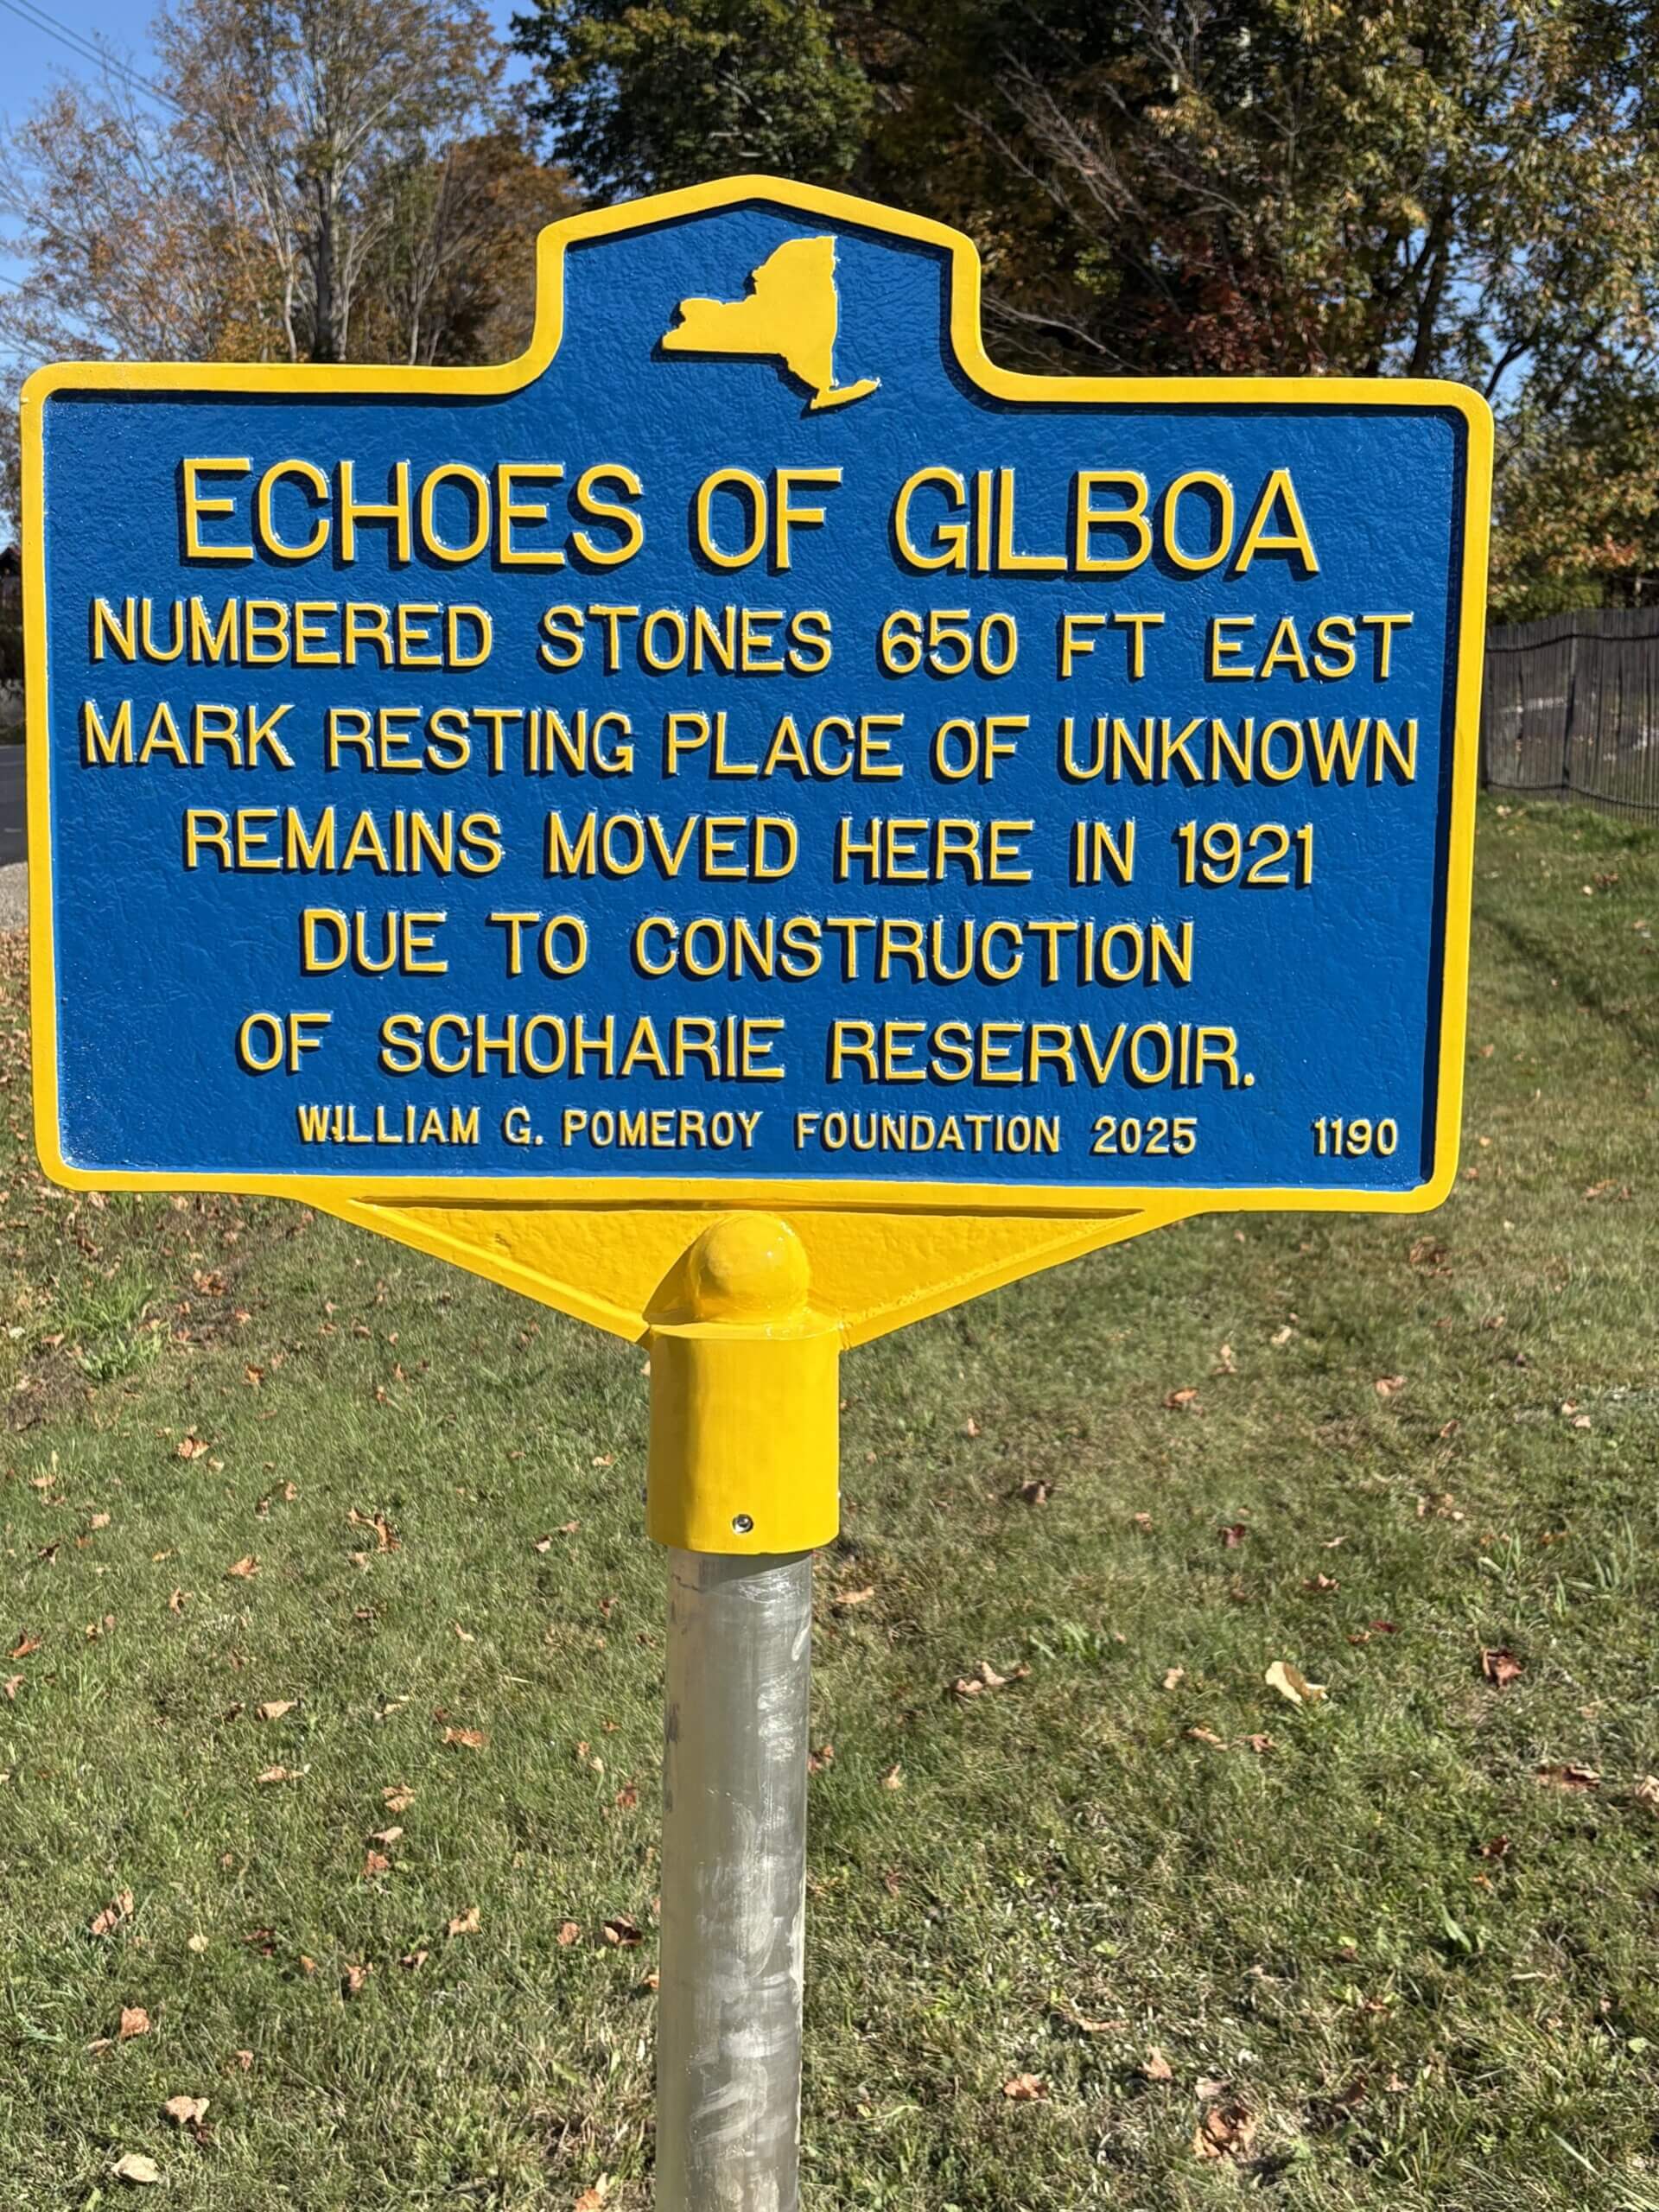 ECHOES OF GILBOA
NUMBERED STONES 650 FT EAST
MARK RESTING PLACE OF UNKNOWN
REMAINS MOVED HERE IN 1921
DUE TO CONSTRUCTION
OF SCHOHARIE RESERVOIR.
WILLIAM G. POMEROY FOUNDATION 2025 1190